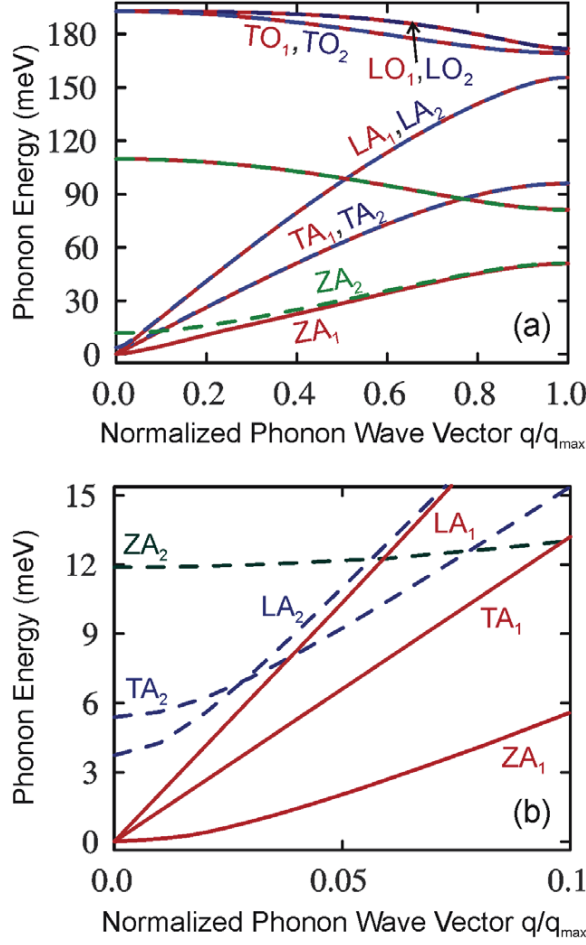 180
150
120
90
60
30
0
Phonon Energy (meV)
TO₁,TO₂
LO₁,LO₂
LA₁,LA₂
TA₁,TA₂
ZA₂
ZA₁
(a)
0.0 0.2 0.4 0.6 0.8 1.0
Normalized Phonon Wave Vector q/qₘₐₓ
15
12
9
6
3
0
Phonon Energy (meV)
ZA₂
LA₁
LA₂
TA₁
TA₂
ZA₁
(b)
0.0 0.05 0.1
Normalized Phonon Wave Vector q/qₘₐₓ